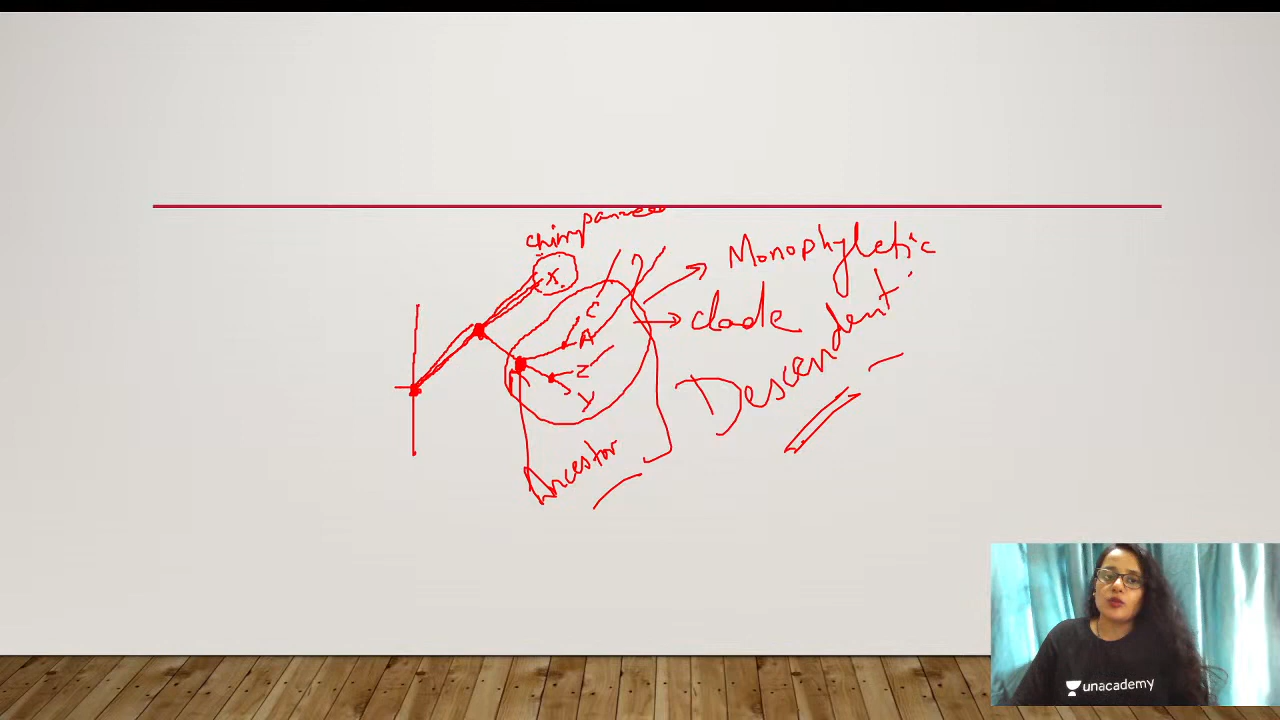 chimpanzee
X
Monophyletic
C
clade
A
Z
Y
Descendent
Ancestor
unacademy